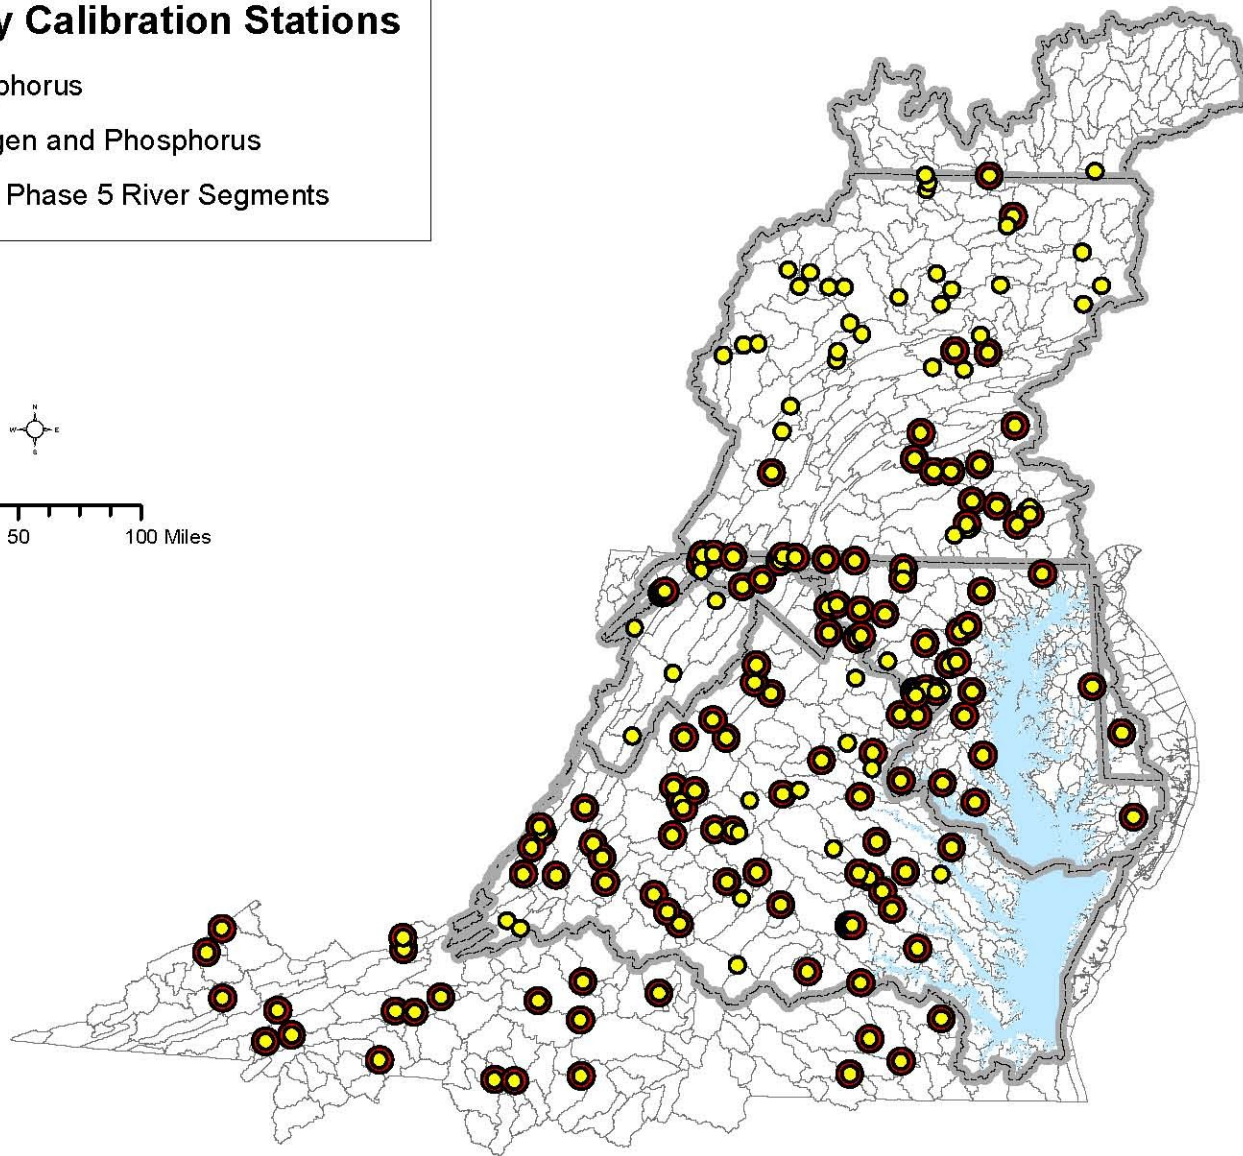 y Calibration Stations
phorus
gen and Phosphorus
Phase 5 River Segments
N
W E
S
50 100 Miles